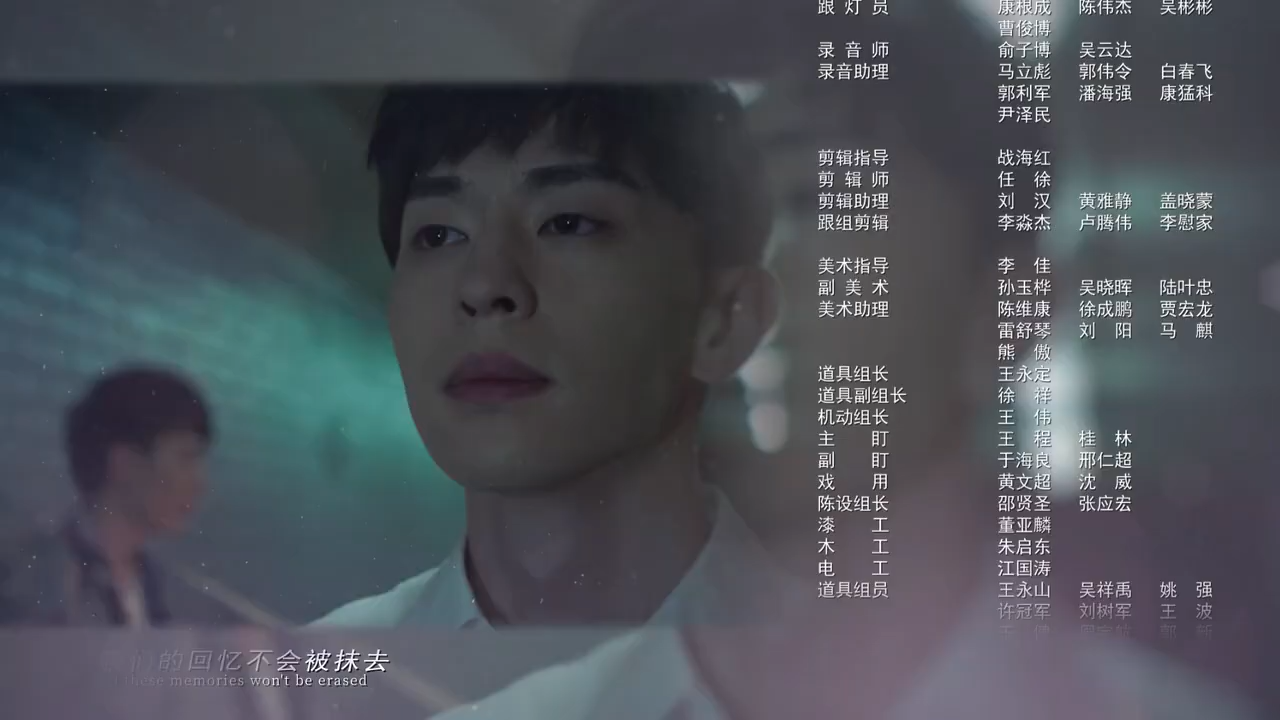 跟灯员 康根成 陈伟杰 吴彬彬
曹俊博
录音师 俞子博 吴云达
录音助理 马立彪 郭伟令 白春飞
郭利军 潘海强 康猛科
尹泽民
剪辑指导 战海红
剪辑师 任徐
剪辑助理 刘汉 黄雅静 盖晓蒙
跟组剪辑 李淼杰 卢腾伟 李慰家
美术指导 李佳
副美术 孙玉桦 吴晓晖 陆叶忠
美术助理 陈维康 徐成鹏 贾宏龙
雷舒琴 刘阳 马麒
熊傲
道具组长 王永定
道具副组长 徐祥
机动组长 王伟
主盯 王程 桂林
副盯 于海良 邢仁超
戏用 黄文超 沈威
陈设组长 邵贤圣 张应宏
漆工 董亚麟
木工 朱启东
电工 江国涛
道具组员 王永山 吴祥禹 姚强
许冠军 刘树军 王波
们的回忆不会被抹去
these memories won't be erased